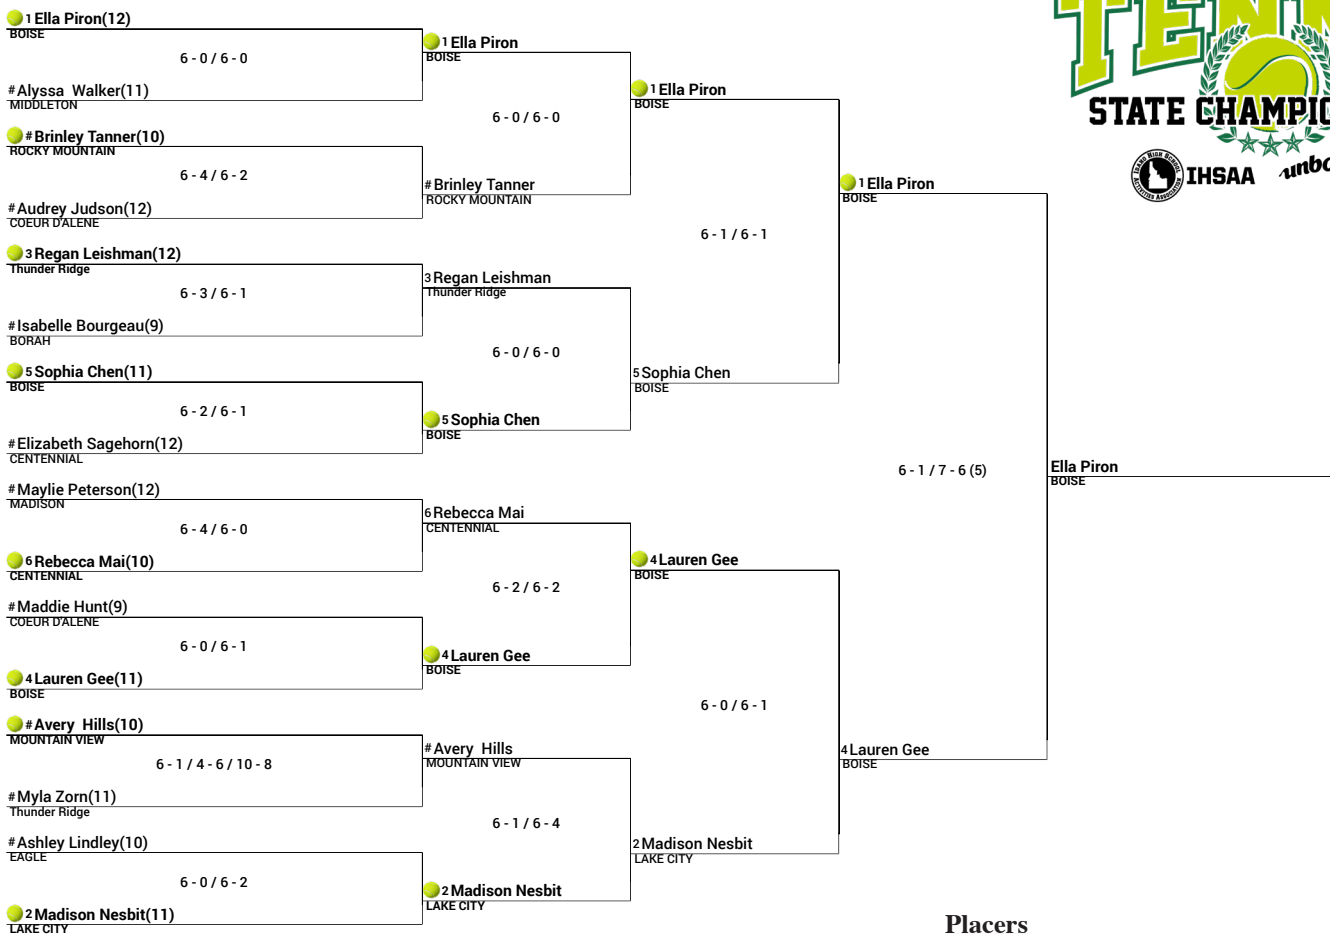 1 Ella Piron(12)
BOISE
6 - 0 / 6 - 0
# Alyssa Walker(11)
MIDDLETON
# Brinley Tanner(10)
ROCKY MOUNTAIN
6 - 4 / 6 - 2
# Audrey Judson(12)
COEUR D'ALENE
3 Regan Leishman(12)
Thunder Ridge
6 - 3 / 6 - 1
# Isabelle Bourgeau(9)
BORAH
5 Sophia Chen(11)
BOISE
6 - 2 / 6 - 1
# Elizabeth Sagehorn(12)
CENTENNIAL
# Maylie Peterson(12)
MADISON
6 - 4 / 6 - 0
6 Rebecca Mai(10)
CENTENNIAL
# Maddie Hunt(9)
COEUR D'ALENE
6 - 0 / 6 - 1
4 Lauren Gee(11)
BOISE
# Avery Hills(10)
MOUNTAIN VIEW
6 - 1 / 4 - 6 / 10 - 8
# Myla Zorn(11)
Thunder Ridge
# Ashley Lindley(10)
EAGLE
6 - 0 / 6 - 2
2 Madison Nesbit(11)
LAKE CITY
1 Ella Piron
BOISE
6 - 0 / 6 - 0
# Brinley Tanner
ROCKY MOUNTAIN
3 Regan Leishman
Thunder Ridge
6 - 0 / 6 - 0
5 Sophia Chen
BOISE
6 Rebecca Mai
CENTENNIAL
6 - 2 / 6 - 2
4 Lauren Gee
BOISE
# Avery Hills
MOUNTAIN VIEW
6 - 1 / 6 - 4
2 Madison Nesbit
LAKE CITY
1 Ella Piron
BOISE
6 - 1 / 6 - 1
5 Sophia Chen
BOISE
4 Lauren Gee
BOISE
6 - 0 / 6 - 1
2 Madison Nesbit
LAKE CITY
1 Ella Piron
BOISE
6 - 1 / 7 - 6 (5)
4 Lauren Gee
BOISE
Ella Piron
BOISE
TENN
STATE CHAMPIO
IDAHO HIGH SCHOOL
ACTIVITIES ASSOCIATION
IHSAA
Placers